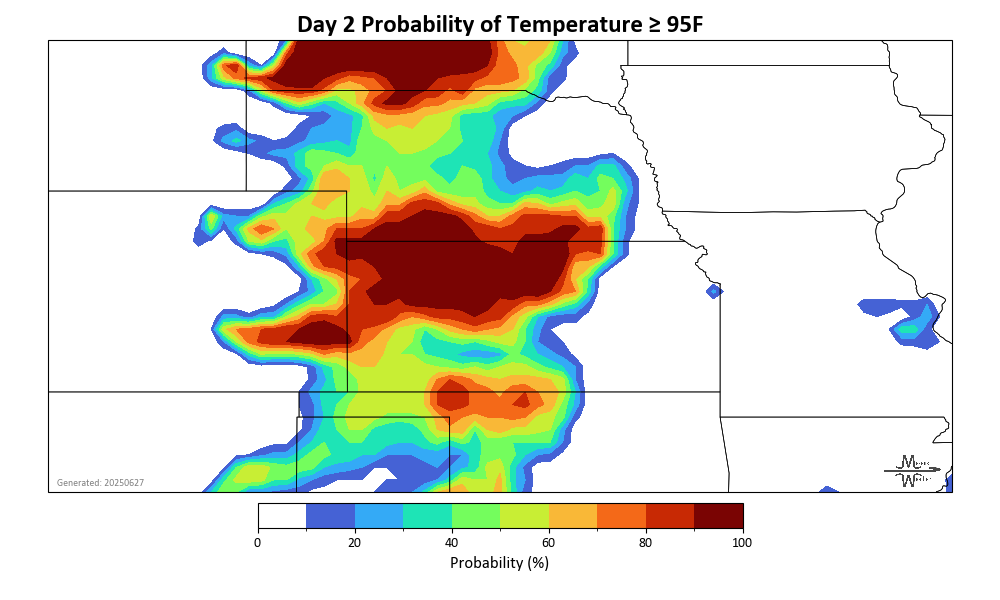 Day 2 Probability of Temperature ≥ 95F
Generated: 20250627
0 20 40 60 80 100
Probability (%)